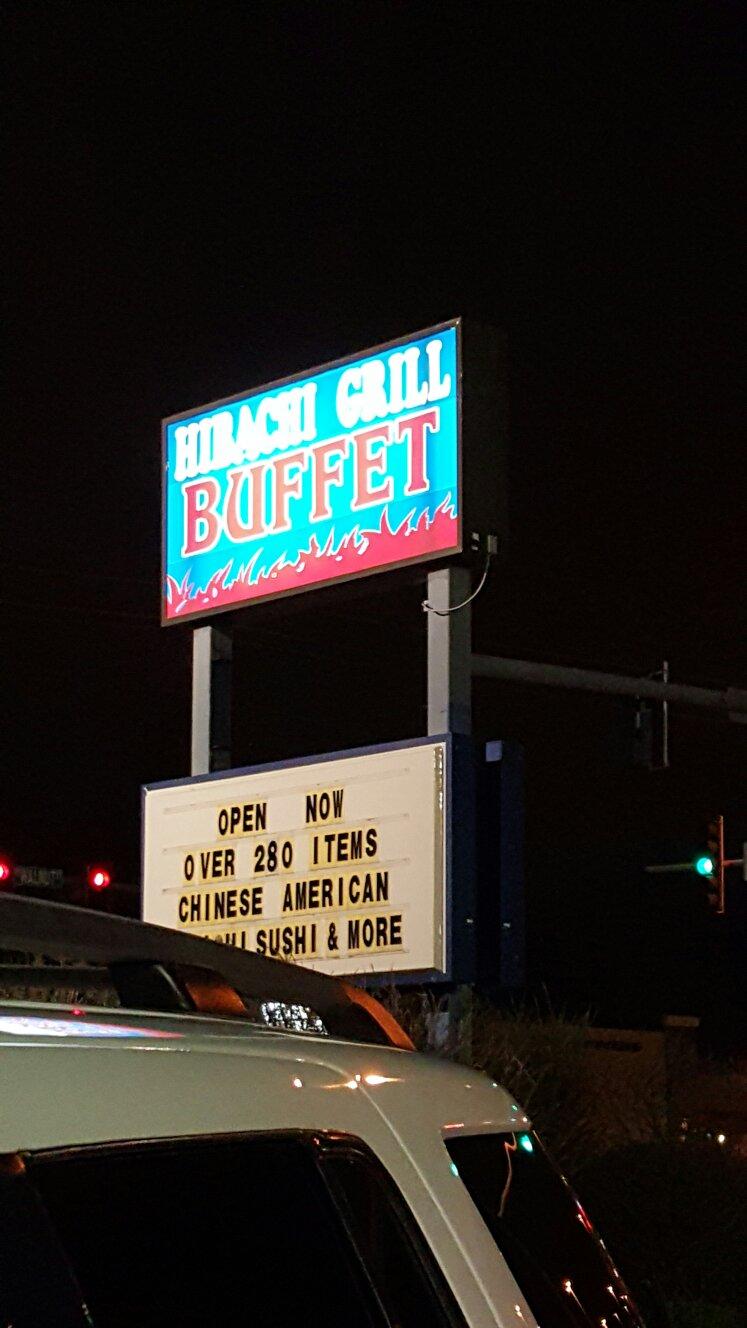 HIBACHI GRILL
BUFFET
OPEN NOW
OVER 280 ITEMS
CHINESE AMERICAN
SUSHI & MORE